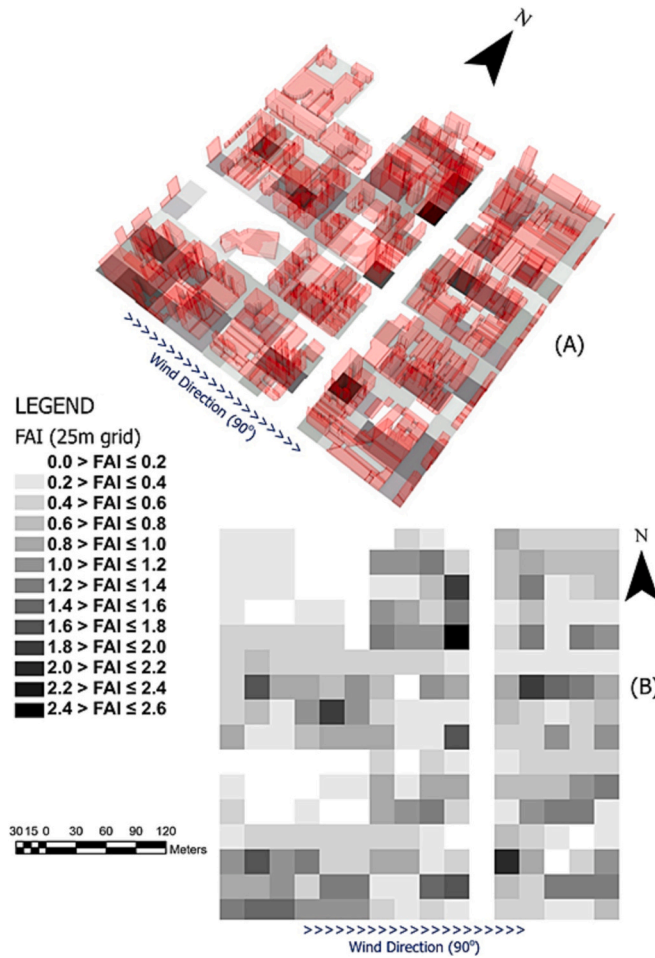 N
(A)
>>>>>>>>>>>>>>>>>>>>>>
Wind Direction (90°)
LEGEND
FAI (25m grid)
0.0 > FAI ≤ 0.2
0.2 > FAI ≤ 0.4
0.4 > FAI ≤ 0.6
0.6 > FAI ≤ 0.8
0.8 > FAI ≤ 1.0
1.0 > FAI ≤ 1.2
1.2 > FAI ≤ 1.4
1.4 > FAI ≤ 1.6
1.6 > FAI ≤ 1.8
1.8 > FAI ≤ 2.0
2.0 > FAI ≤ 2.2
2.2 > FAI ≤ 2.4
2.4 > FAI ≤ 2.6
N
(B)
30 15 0 30 60 90 120
Meters
>>>>>>>>>>>>>>>>>>>>>>
Wind Direction (90°)